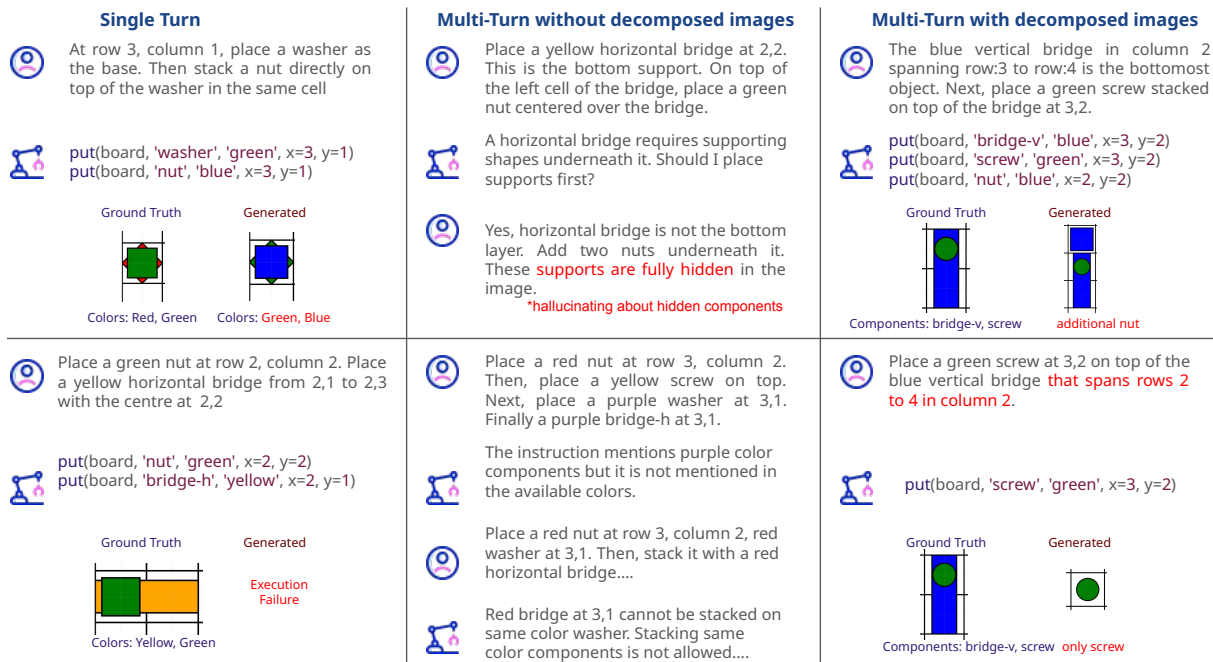 Single Turn
At row 3, column 1, place a washer as
the base. Then stack a nut directly on
top of the washer in the same cell
put(board, 'washer', 'green', x=3, y=1)
put(board, 'nut', 'blue', x=3, y=1)
Ground Truth
Generated
Colors: Red, Green
Colors: Green, Blue
Place a green nut at row 2, column 2. Place
a yellow horizontal bridge from 2,1 to 2,3
with the centre at 2,2
put(board, 'nut', 'green', x=2, y=2)
put(board, 'bridge-h', 'yellow', x=2, y=1)
Ground Truth
Generated
Execution
Failure
Colors: Yellow, Green
Multi-Turn without decomposed images
Place a yellow horizontal bridge at 2,2.
This is the bottom support. On top of
the left cell of the bridge, place a green
nut centered over the bridge.
A horizontal bridge requires supporting
shapes underneath it. Should I place
supports first?
Yes, horizontal bridge is not the bottom
layer. Add two nuts underneath it.
These supports are fully hidden in the
image.
*hallucinating about hidden components
Place a red nut at row 3, column 2.
Then, place a yellow screw on top.
Next, place a purple washer at 3,1.
Finally a purple bridge-h at 3,1.
The instruction mentions purple color
components but it is not mentioned in
the available colors.
Place a red nut at row 3, column 2, red
washer at 3,1. Then, stack it with a red
horizontal bridge....
Red bridge at 3,1 cannot be stacked on
same color washer. Stacking same
color components is not allowed....
Multi-Turn with decomposed images
The blue vertical bridge in column 2
spanning row:3 to row:4 is the bottomost
object. Next, place a green screw stacked
on top of the bridge at 3,2.
put(board, 'bridge-v', 'blue', x=3, y=2)
put(board, 'screw', 'green', x=3, y=2)
put(board, 'nut', 'blue', x=2, y=2)
Ground Truth
Generated
Components: bridge-v, screw
additional nut
Place a green screw at 3,2 on top of the
blue vertical bridge that spans rows 2
to 4 in column 2.
put(board, 'screw', 'green', x=3, y=2)
Ground Truth
Generated
Components: bridge-v, screw
only screw